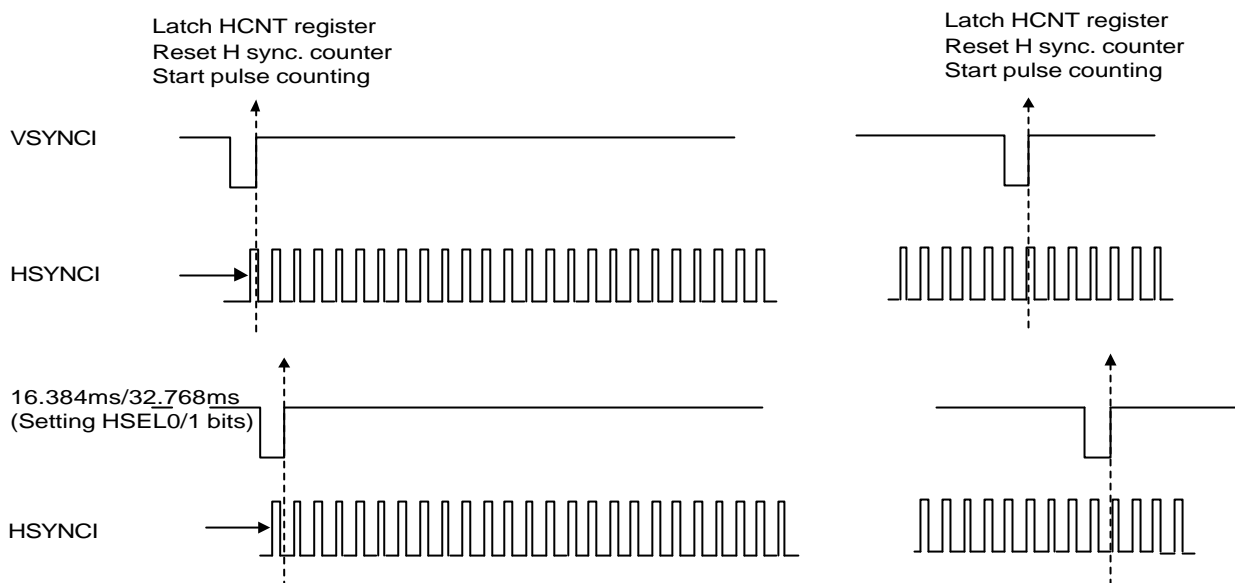 Latch HCNT register
Reset H sync. counter
Start pulse counting
Latch HCNT register
Reset H sync. counter
Start pulse counting
VSYNCI
HSYNCI
16.384ms/32.768ms
(Setting HSEL0/1 bits)
HSYNCI